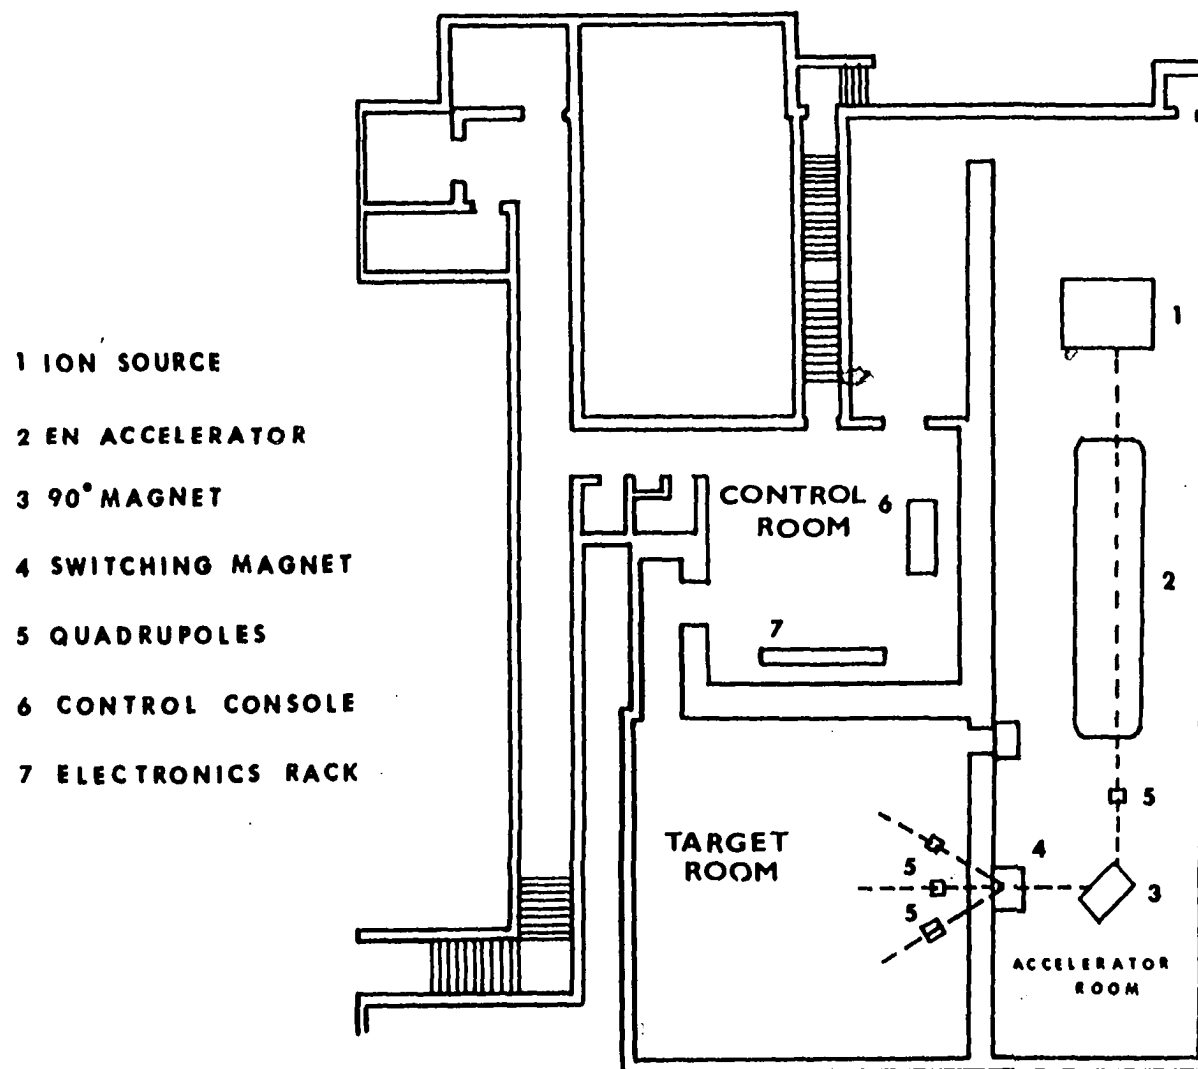 1 ION SOURCE
2 EN ACCELERATOR
3 90° MAGNET
4 SWITCHING MAGNET
5 QUADRUPOLES
6 CONTROL CONSOLE
7 ELECTRONICS RACK
1
CONTROL
ROOM
6
2
7
5
TARGET
ROOM
4
5
3
5
ACCELERATOR
ROOM